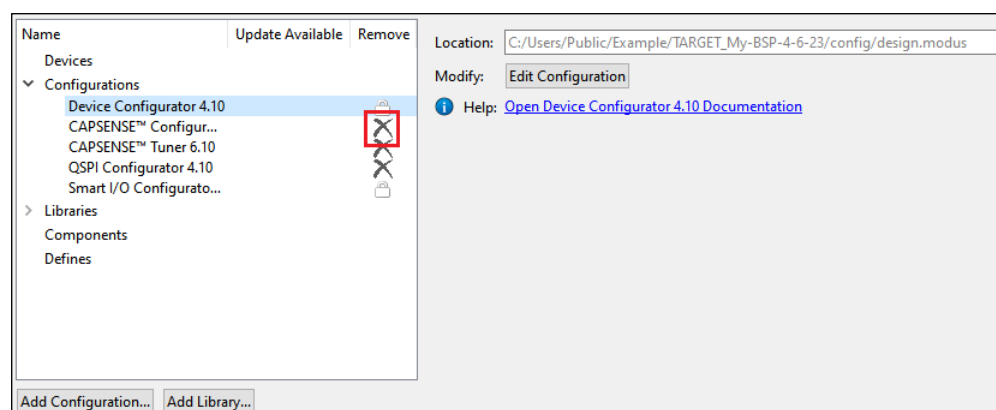 Name Update Available Remove
Devices
Configurations
Device Configurator 4.10
CAPSENSE™ Configur...
CAPSENSE™ Tuner 6.10
QSPI Configurator 4.10
Smart I/O Configurato...
Libraries
Components
Defines
Add Configuration... Add Library...
Location: C:/Users/Public/Example/TARGET_My-BSP-4-6-23/config/design.modus
Modify: Edit Configuration
Help: Open Device Configurator 4.10 Documentation